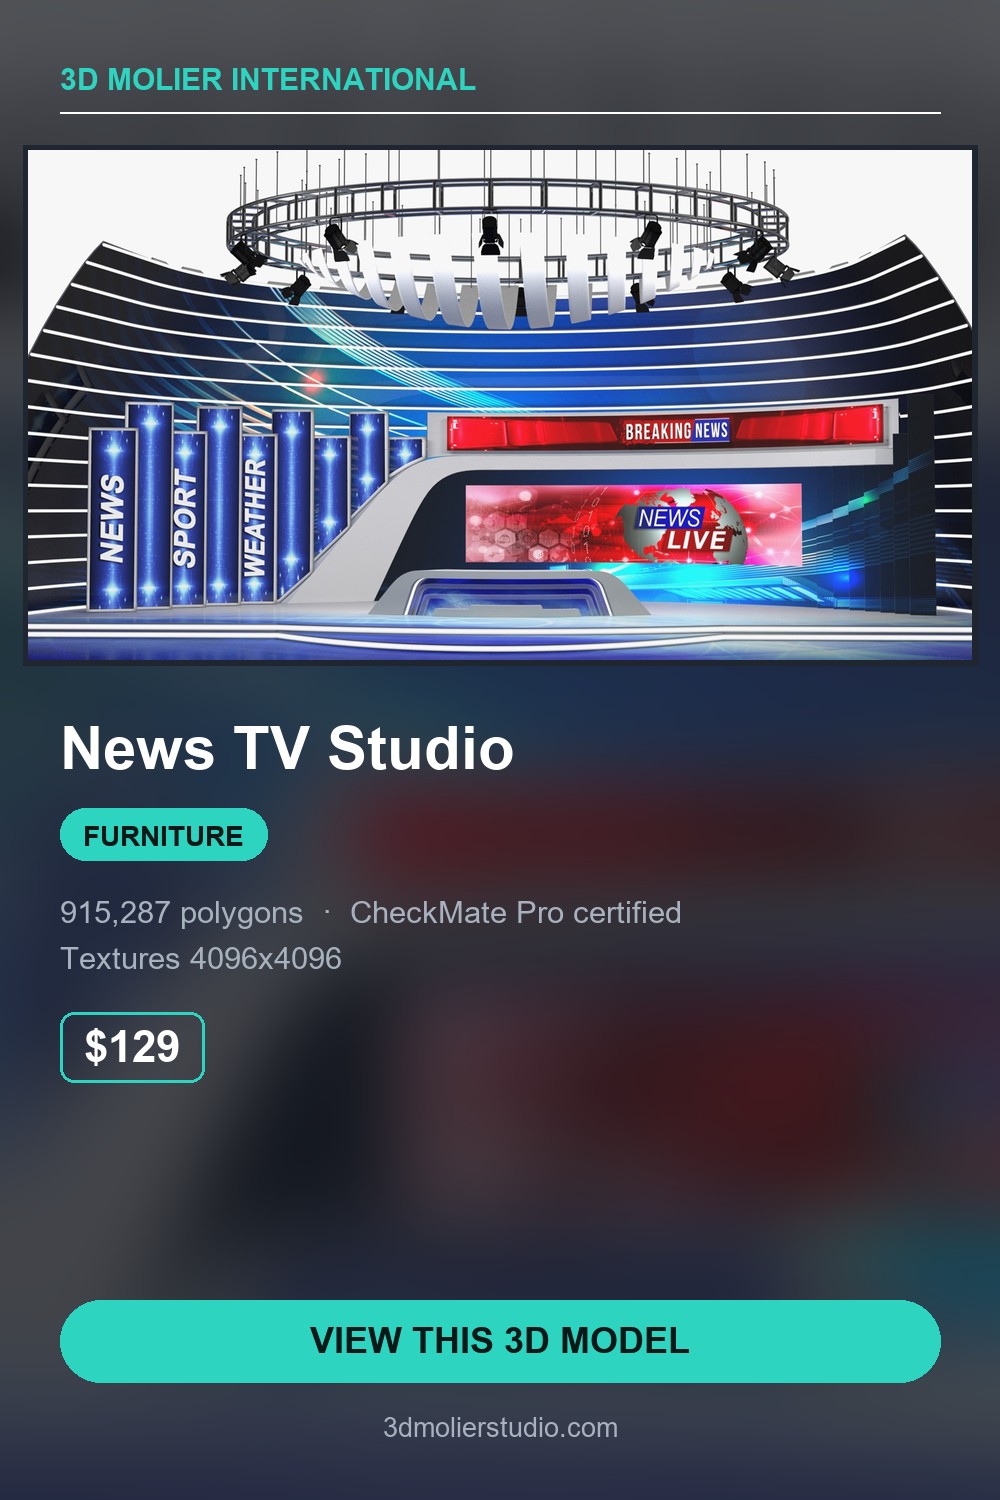 3D MOLIER INTERNATIONAL
BREAKING NEWS
NEWS
LIVE
NEWS
SPORT
WEATHER
News TV Studio
FURNITURE
915,287 polygons · CheckMate Pro certified
Textures 4096x4096
$129
VIEW THIS 3D MODEL
3dmolierstudio.com